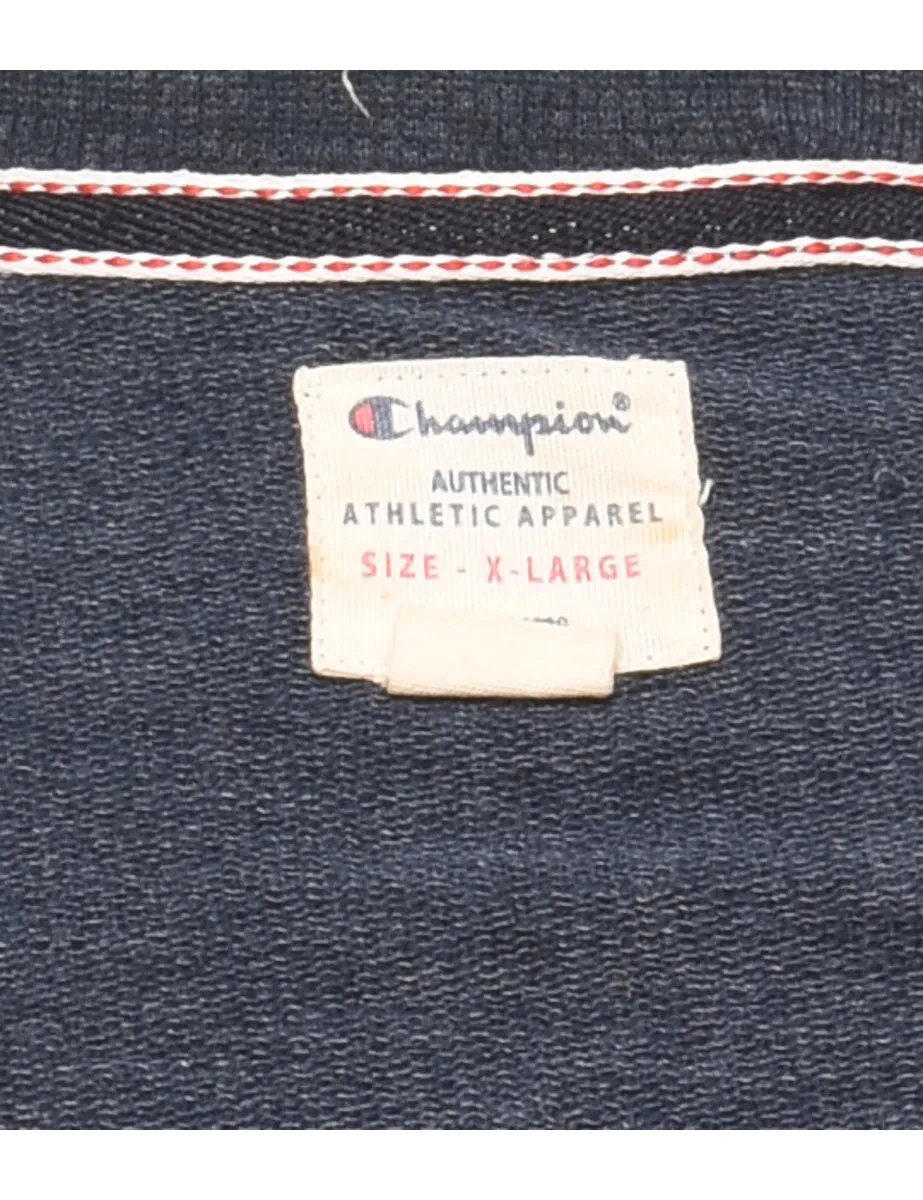 Champion®
AUTHENTIC
ATHLETIC APPAREL
SIZE - X-LARGE